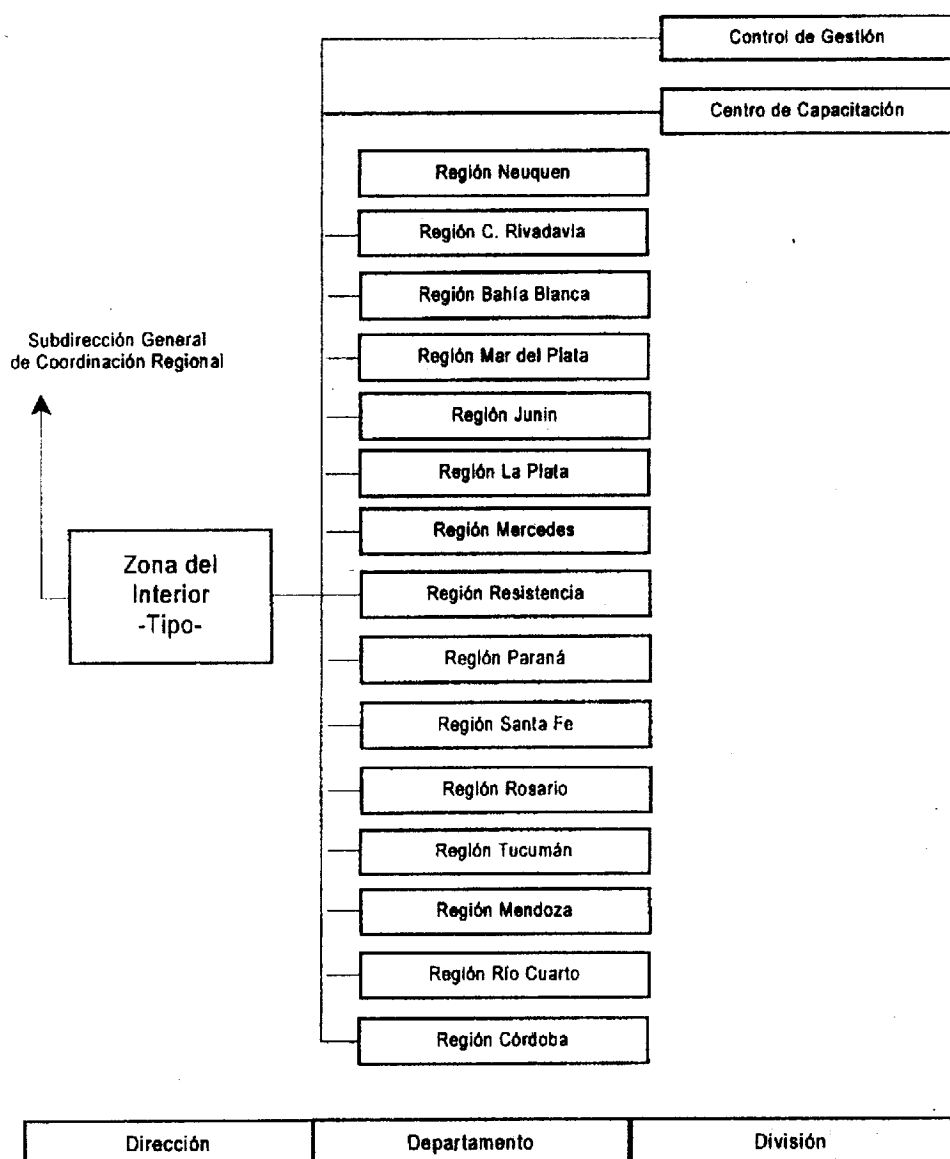 Control de Gestión
Centro de Capacitación
Región Neuquen
Región C. Rivadavia
Región Bahía Blanca
Subdirección General
de Coordinación Regional
Región Mar del Plata
Región Junin
Región La Plata
Región Mercedes
Zona del
Interior
-Tipo-
Región Resistencia
Región Paraná
Región Santa Fe
Región Rosario
Región Tucumán
Región Mendoza
Región Río Cuarto
Región Córdoba
Dirección
Departamento
División